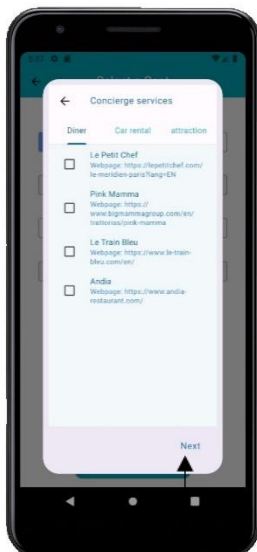 5:07
Concierge services
Diner Car rental attraction
Le Petit Chef
Webpage: https://lepetitchef.com/
le-meridien-paris?lang=EN
Pink Mamma
Webpage: https://
www.bigmammagroup.com/en/
trattorias/pink-mamma
Le Train Bleu
Webpage: https://www.le-train-
bleu.com/en/
Andia
Webpage: https://www.andia-
restaurant.com/
Next